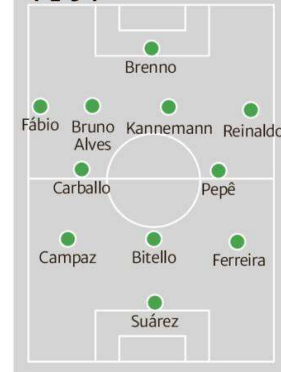 Brenno
Fábio Bruno Alves Kannemann Reinaldo
Carballo Pepê
Campaz Bitello Ferreira
Suárez